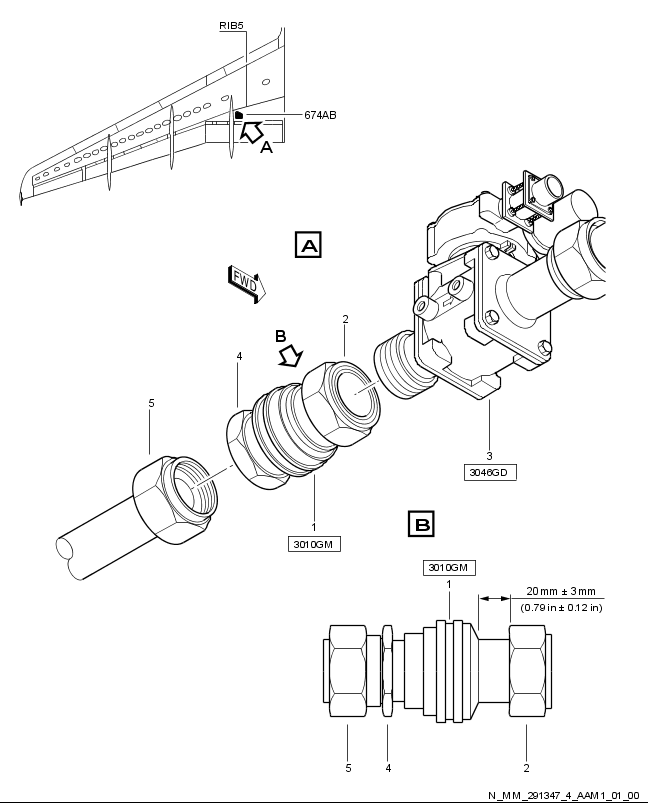 RIB5
674AB
A
A
FWD
B
2
4
5
3
3046GD
1
3010GM
B
3010GM
1
20 mm ± 3 mm
(0.79 in ± 0.12 in)
5
4
2
N_MM_291347_4_AAM1_01_00